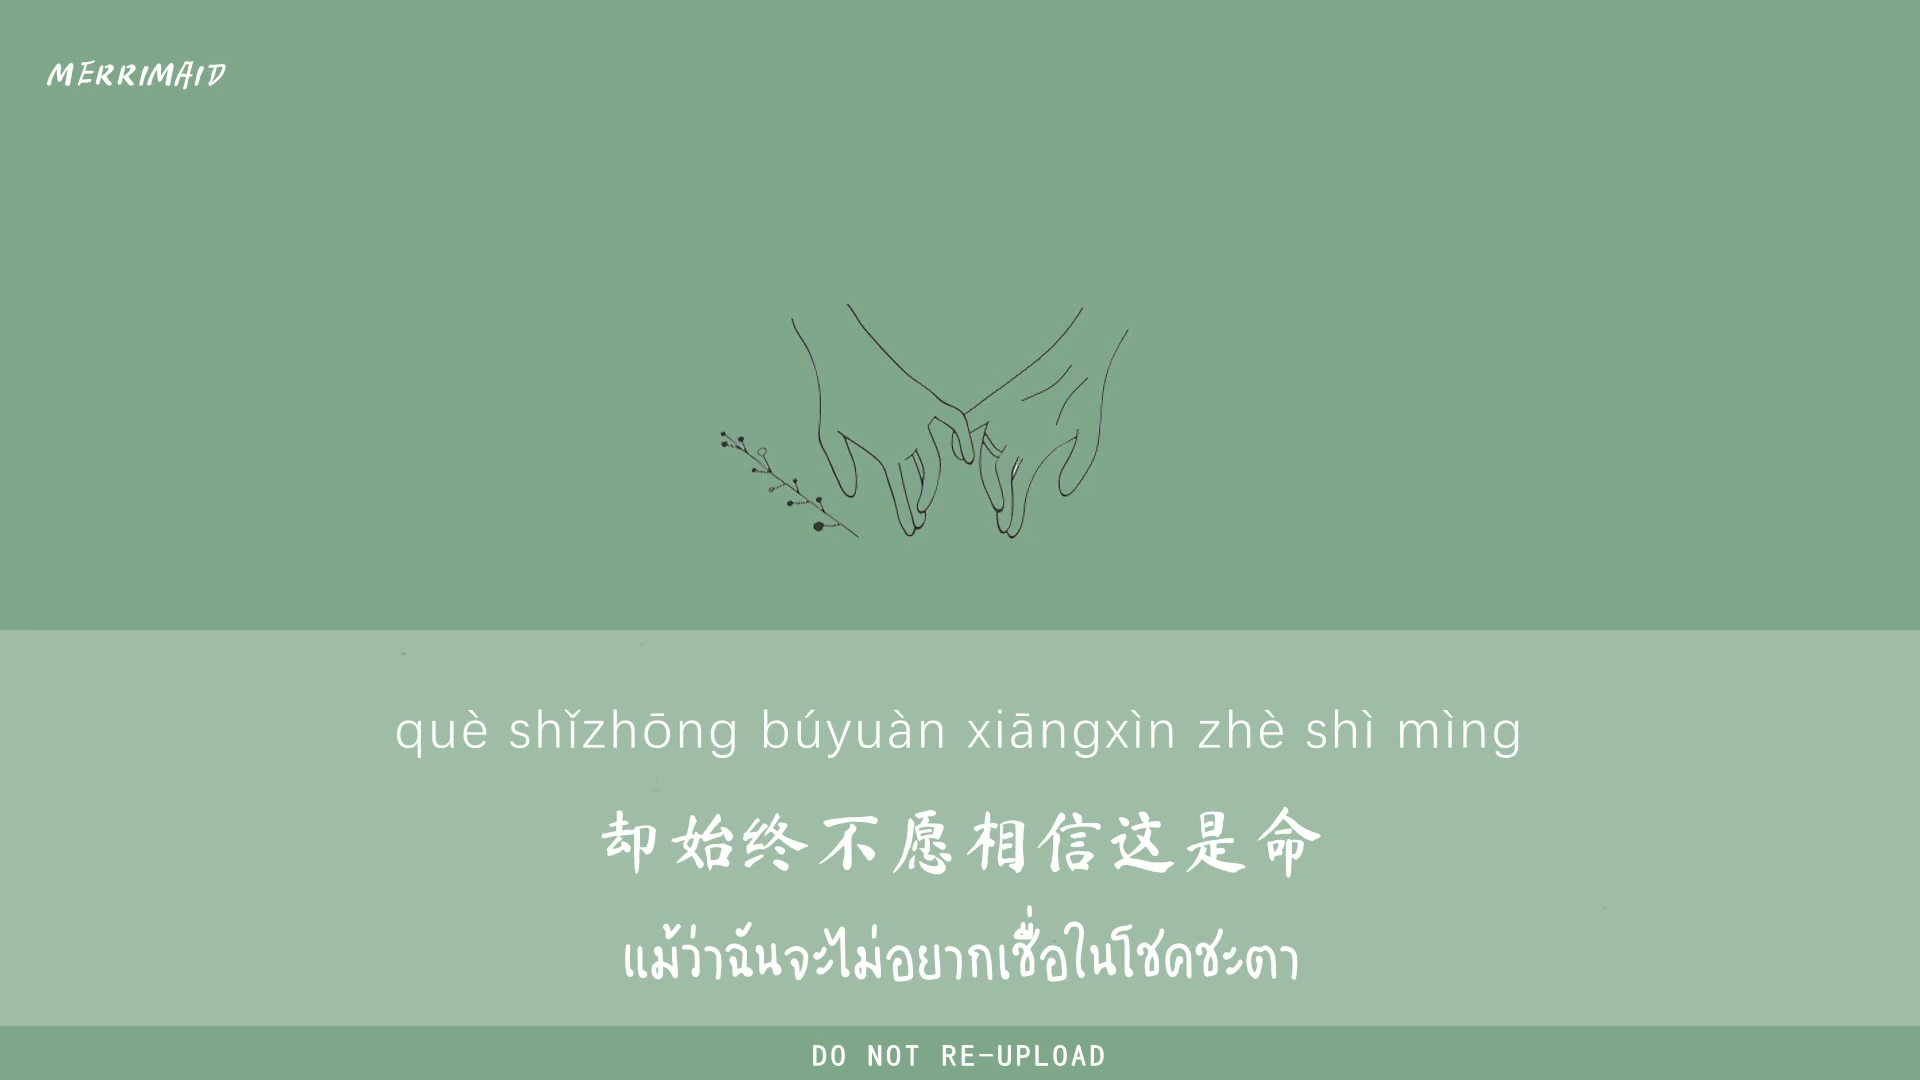 MERRIMAID
què shǐzhōng búyuàn xiāngxìn zhè shì mìng
却始终不愿相信这是命
แม้ว่าฉันจะไม่อยากเชื่อในโชคชะตา
DO NOT RE-UPLOAD